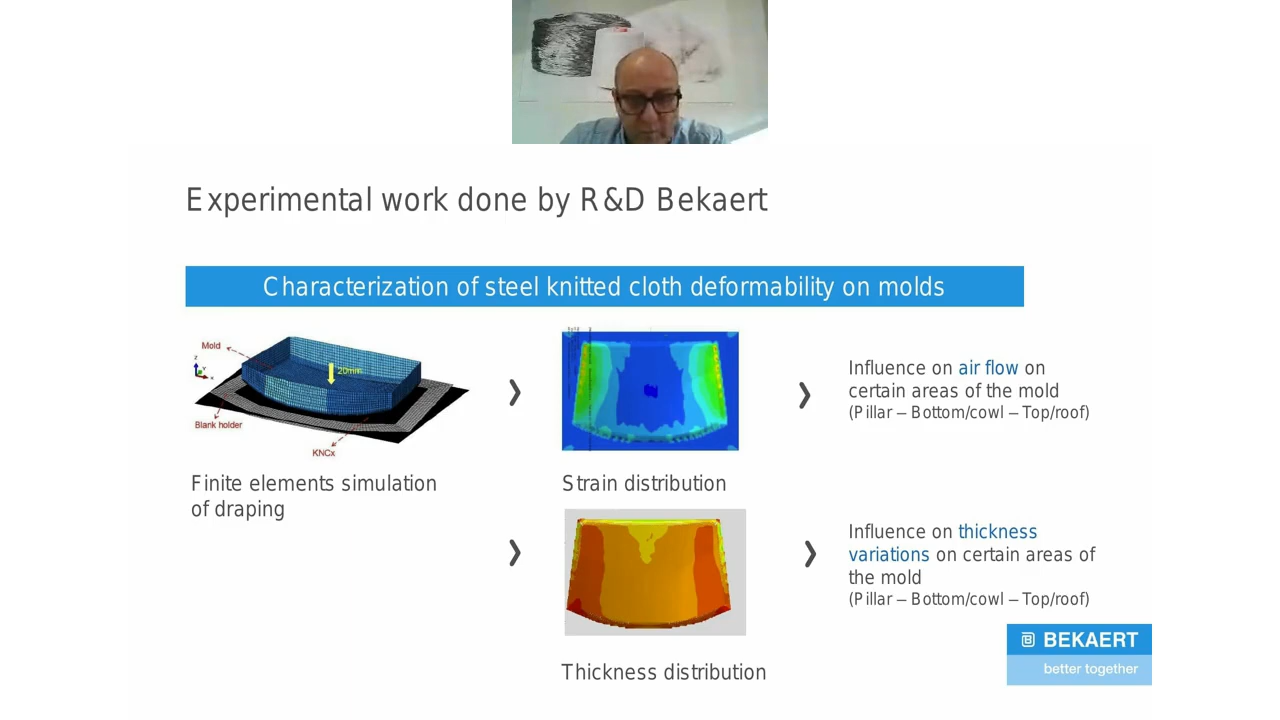 Experimental work done by R&D Bekaert
Characterization of steel knitted cloth deformability on molds
Mold
z
x
20mm
Blank holder
KNCx
Finite elements simulation
of draping
Strain distribution
Influence on air flow on
certain areas of the mold
(Pillar – Bottom/cowl – Top/roof)
Thickness distribution
Influence on thickness
variations on certain areas of
the mold
(Pillar – Bottom/cowl – Top/roof)
BEKAERT
better together